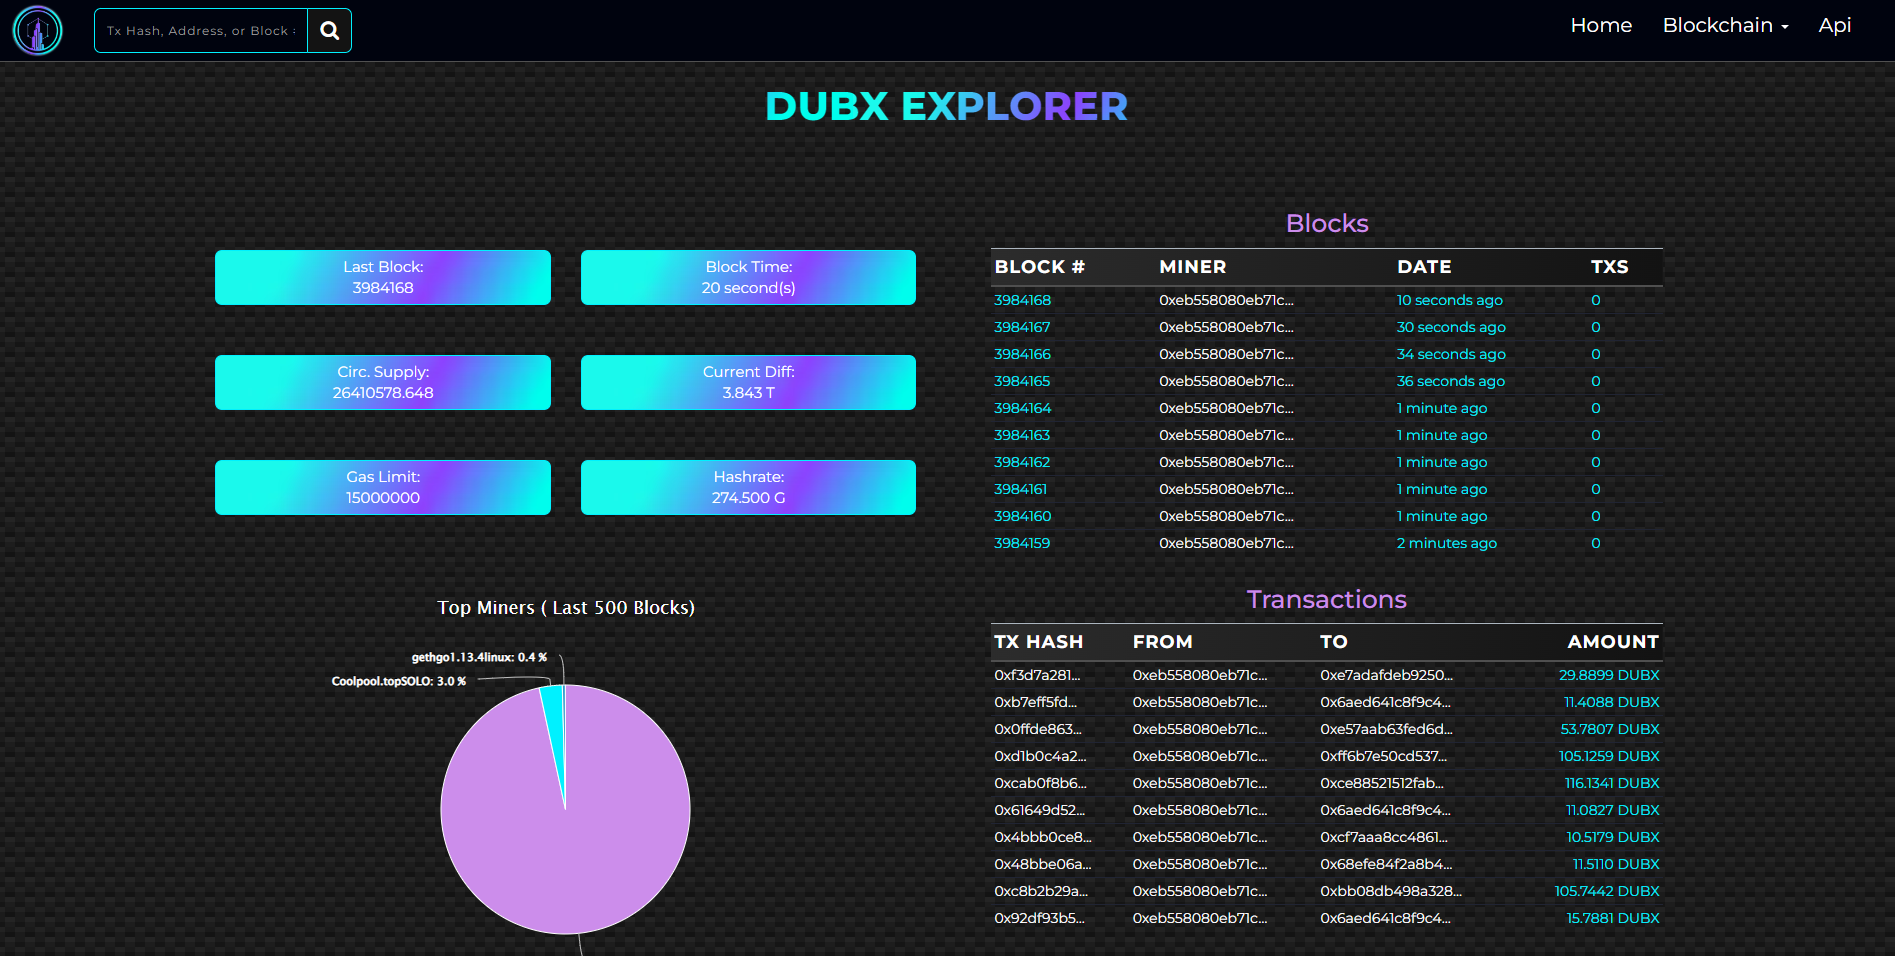 Tx Hash, Address, or Block
Home Blockchain Api
DUBX EXPLORER
Last Block:
3984168
Block Time:
20 second(s)
Circ. Supply:
26410578.648
Current Diff:
3.843 T
Gas Limit:
15000000
Hashrate:
274.500 G
Top Miners ( Last 500 Blocks)
gethgo1.13.4linux: 0.4 %
Coolpool.topSOLO: 3.0 %
Blocks
BLOCK # MINER DATE TXS
3984168 0xeb558080eb71c... 10 seconds ago 0
3984167 0xeb558080eb71c... 30 seconds ago 0
3984166 0xeb558080eb71c... 34 seconds ago 0
3984165 0xeb558080eb71c... 36 seconds ago 0
3984164 0xeb558080eb71c... 1 minute ago 0
3984163 0xeb558080eb71c... 1 minute ago 0
3984162 0xeb558080eb71c... 1 minute ago 0
3984161 0xeb558080eb71c... 1 minute ago 0
3984160 0xeb558080eb71c... 1 minute ago 0
3984159 0xeb558080eb71c... 2 minutes ago 0
Transactions
TX HASH FROM TO AMOUNT
0xf3d7a281... 0xeb558080eb71c... 0xe7adafdeb9250... 29.8899 DUBX
0xb7eff5fd... 0xeb558080eb71c... 0x6aed641c8f9c4... 11.4088 DUBX
0x0ffde863... 0xeb558080eb71c... 0xe57aab63fed6d... 53.7807 DUBX
0xd1b0c4a2... 0xeb558080eb71c... 0xff6b7e50cd537... 105.1259 DUBX
0xcab0f8b6... 0xeb558080eb71c... 0xce88521512fab... 116.1341 DUBX
0x61649d52... 0xeb558080eb71c... 0x6aed641c8f9c4... 11.0827 DUBX
0x4bbb0ce8... 0xeb558080eb71c... 0xcf7aaa8cc4861... 10.5179 DUBX
0x48bbe06a... 0xeb558080eb71c... 0x68efe84f2a8b4... 11.5110 DUBX
0xc8b2b29a... 0xeb558080eb71c... 0xbb08db498a328... 105.7442 DUBX
0x92df93b5... 0xeb558080eb71c... 0x6aed641c8f9c4... 15.7881 DUBX